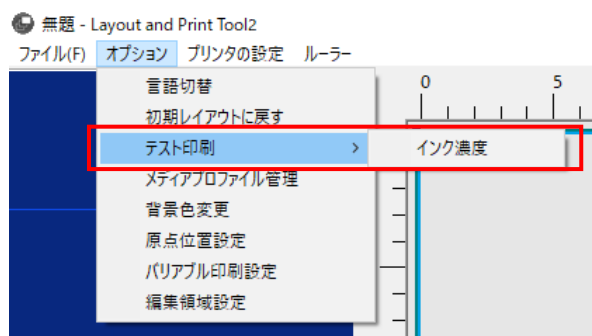 無題 - Layout and Print Tool2
ファイル(F) オプション プリンタの設定 ルーラー
言語切替
初期レイアウトに戻す
テスト印刷 > インク濃度
メディアプロファイル管理
背景色変更
原点位置設定
バリアブル印刷設定
編集領域設定
0 5